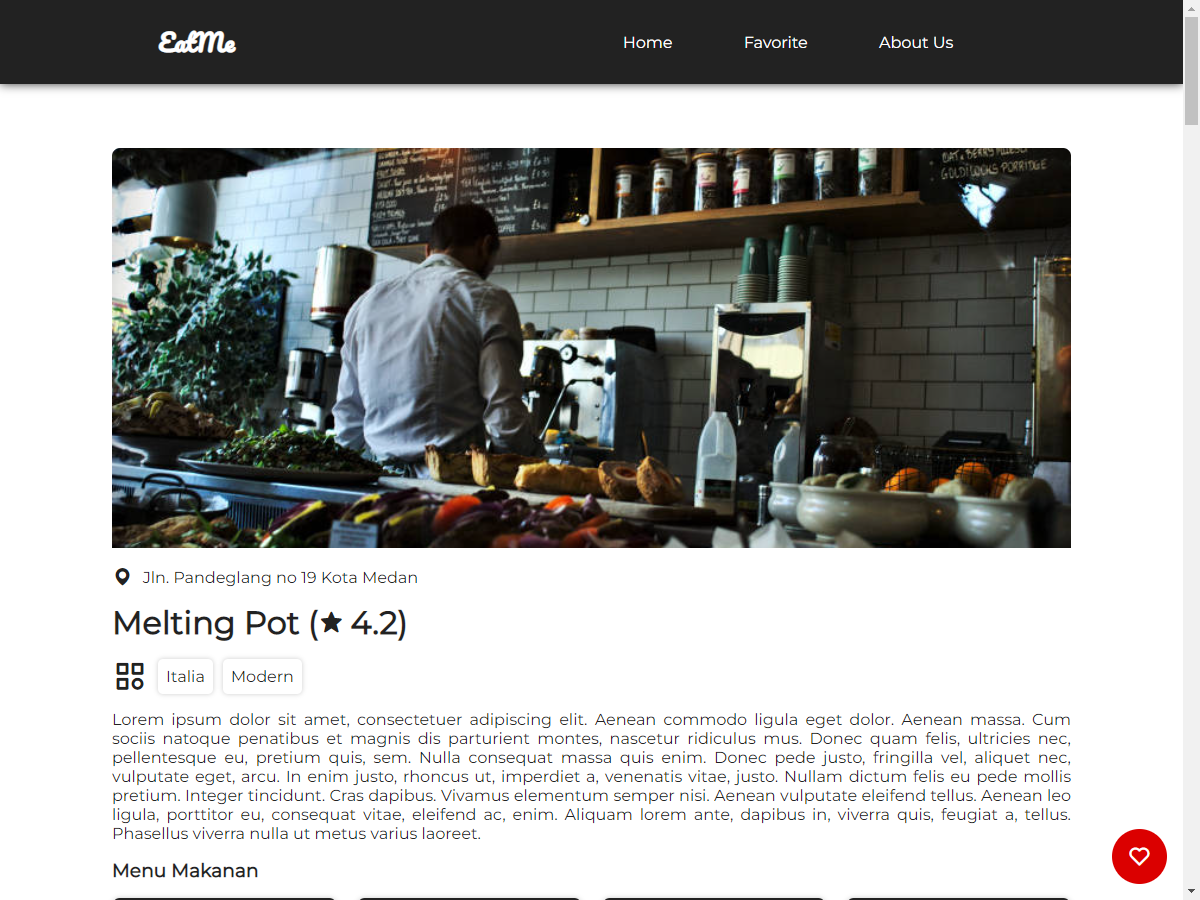 EatMe
Home
Favorite
About Us
GOLDILOCKS PORRIDGE
COFFEE
Jln. Pandeglang no 19 Kota Medan
Melting Pot (★ 4.2)
Italia
Modern
Lorem ipsum dolor sit amet, consectetuer adipiscing elit. Aenean commodo ligula eget dolor. Aenean massa. Cum
sociis natoque penatibus et magnis dis parturient montes, nascetur ridiculus mus. Donec quam felis, ultricies nec,
pellentesque eu, pretium quis, sem. Nulla consequat massa quis enim. Donec pede justo, fringilla vel, aliquet nec,
vulputate eget, arcu. In enim justo, rhoncus ut, imperdiet a, venenatis vitae, justo. Nullam dictum felis eu pede mollis
pretium. Integer tincidunt. Cras dapibus. Vivamus elementum semper nisi. Aenean vulputate eleifend tellus. Aenean leo
ligula, porttitor eu, consequat vitae, eleifend ac, enim. Aliquam lorem ante, dapibus in, viverra quis, feugiat a, tellus.
Phasellus viverra nulla ut metus varius laoreet.
Menu Makanan